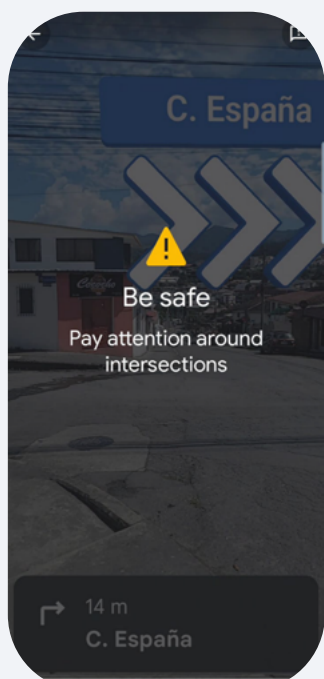 C. España
Be safe
Pay attention around
intersections
14 m
C. España